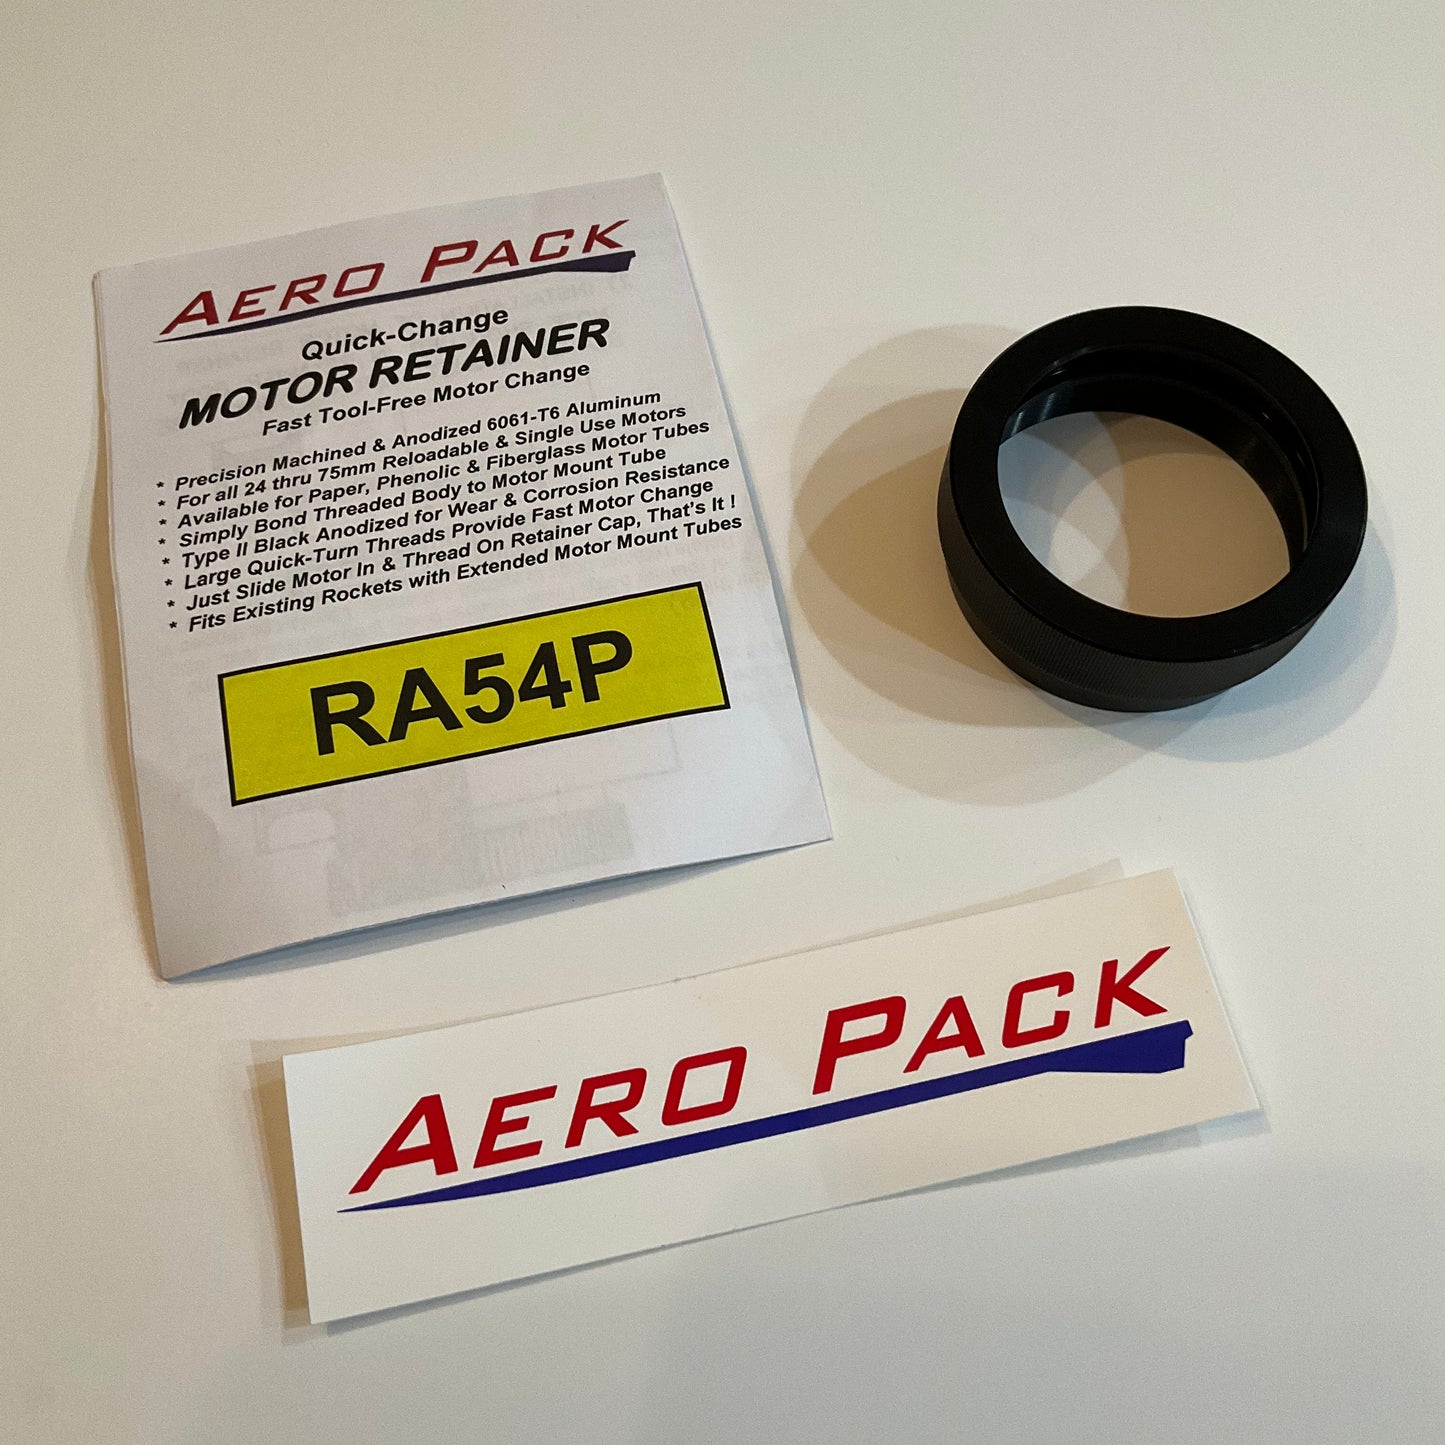 AERO PACK
Quick-Change
MOTOR RETAINER
Fast Tool-Free Motor Change
* Precision Machined & Anodized 6061-T6 Aluminum
* For all 24 thru 75mm Reloadable & Single Use Motors
* Available for Paper, Phenolic & Fiberglass Motor Tubes
* Simply Bond Threaded Body to Motor Mount Tube
* Type II Black Anodized for Wear & Corrosion Resistance
* Large Quick-Turn Threads Provide Fast Motor Change
* Just Slide Motor In & Thread On Retainer Cap, That's It !
* Fits Existing Rockets with Extended Motor Mount Tubes
RA54P
AERO PACK